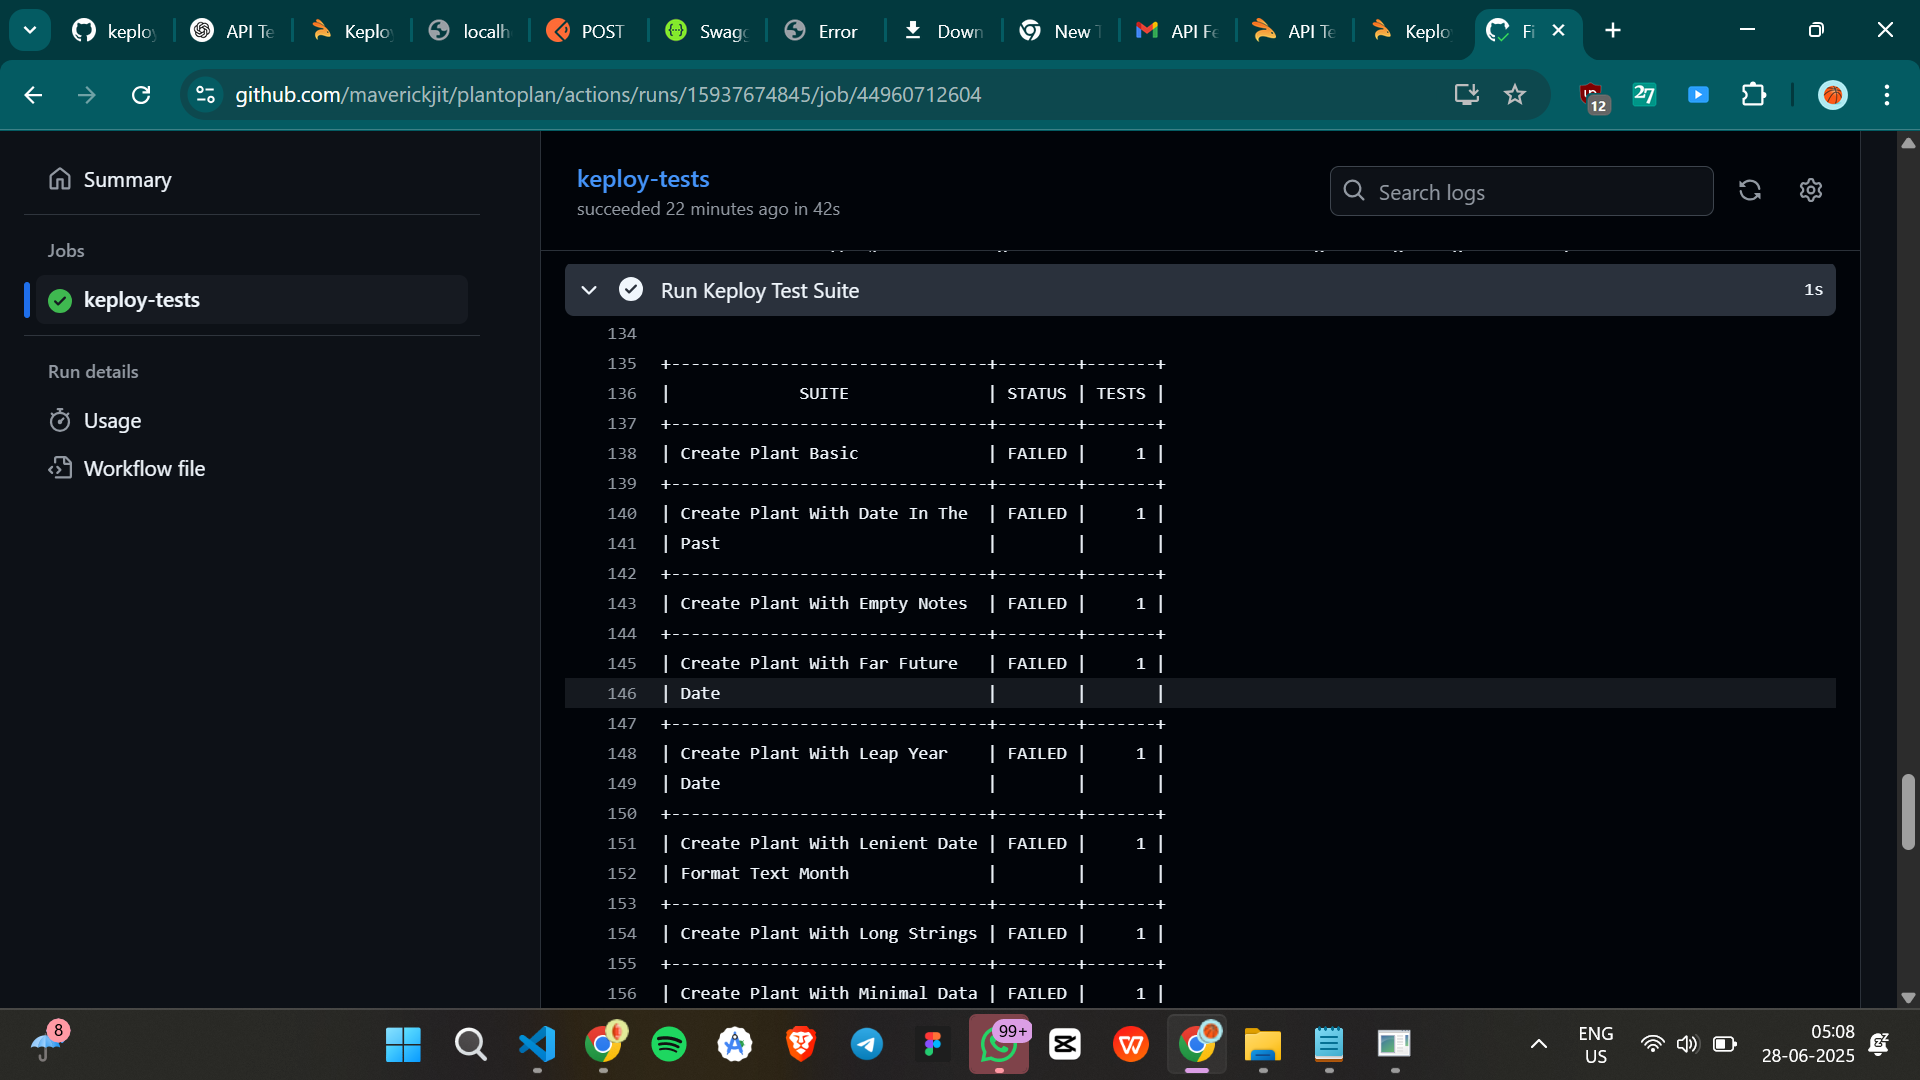 keploy
API Te
Keploy
localh
POST
Swagg
Error
Down
New T
API Fe
API Te
Keplo
Fi
github.com/maverickjit/plantoplan/actions/runs/15937674845/job/44960712604
12
27
Summary
Jobs
keploy-tests
Run details
Usage
Workflow file
keploy-tests
succeeded 22 minutes ago in 42s
Search logs
Run Keploy Test Suite
1s
134
135 +--------------------------------+--------+-------+
136 | SUITE | STATUS | TESTS |
137 +--------------------------------+--------+-------+
138 | Create Plant Basic | FAILED | 1 |
139 +--------------------------------+--------+-------+
140 | Create Plant With Date In The | FAILED | 1 |
141 | Past | | |
142 +--------------------------------+--------+-------+
143 | Create Plant With Empty Notes | FAILED | 1 |
144 +--------------------------------+--------+-------+
145 | Create Plant With Far Future | FAILED | 1 |
146 | Date | | |
147 +--------------------------------+--------+-------+
148 | Create Plant With Leap Year | FAILED | 1 |
149 | Date | | |
150 +--------------------------------+--------+-------+
151 | Create Plant With Lenient Date | FAILED | 1 |
152 | Format Text Month | | |
153 +--------------------------------+--------+-------+
154 | Create Plant With Long Strings | FAILED | 1 |
155 +--------------------------------+--------+-------+
156 | Create Plant With Minimal Data | FAILED | 1 |
8
99+
ENG
US
05:08
28-06-2025